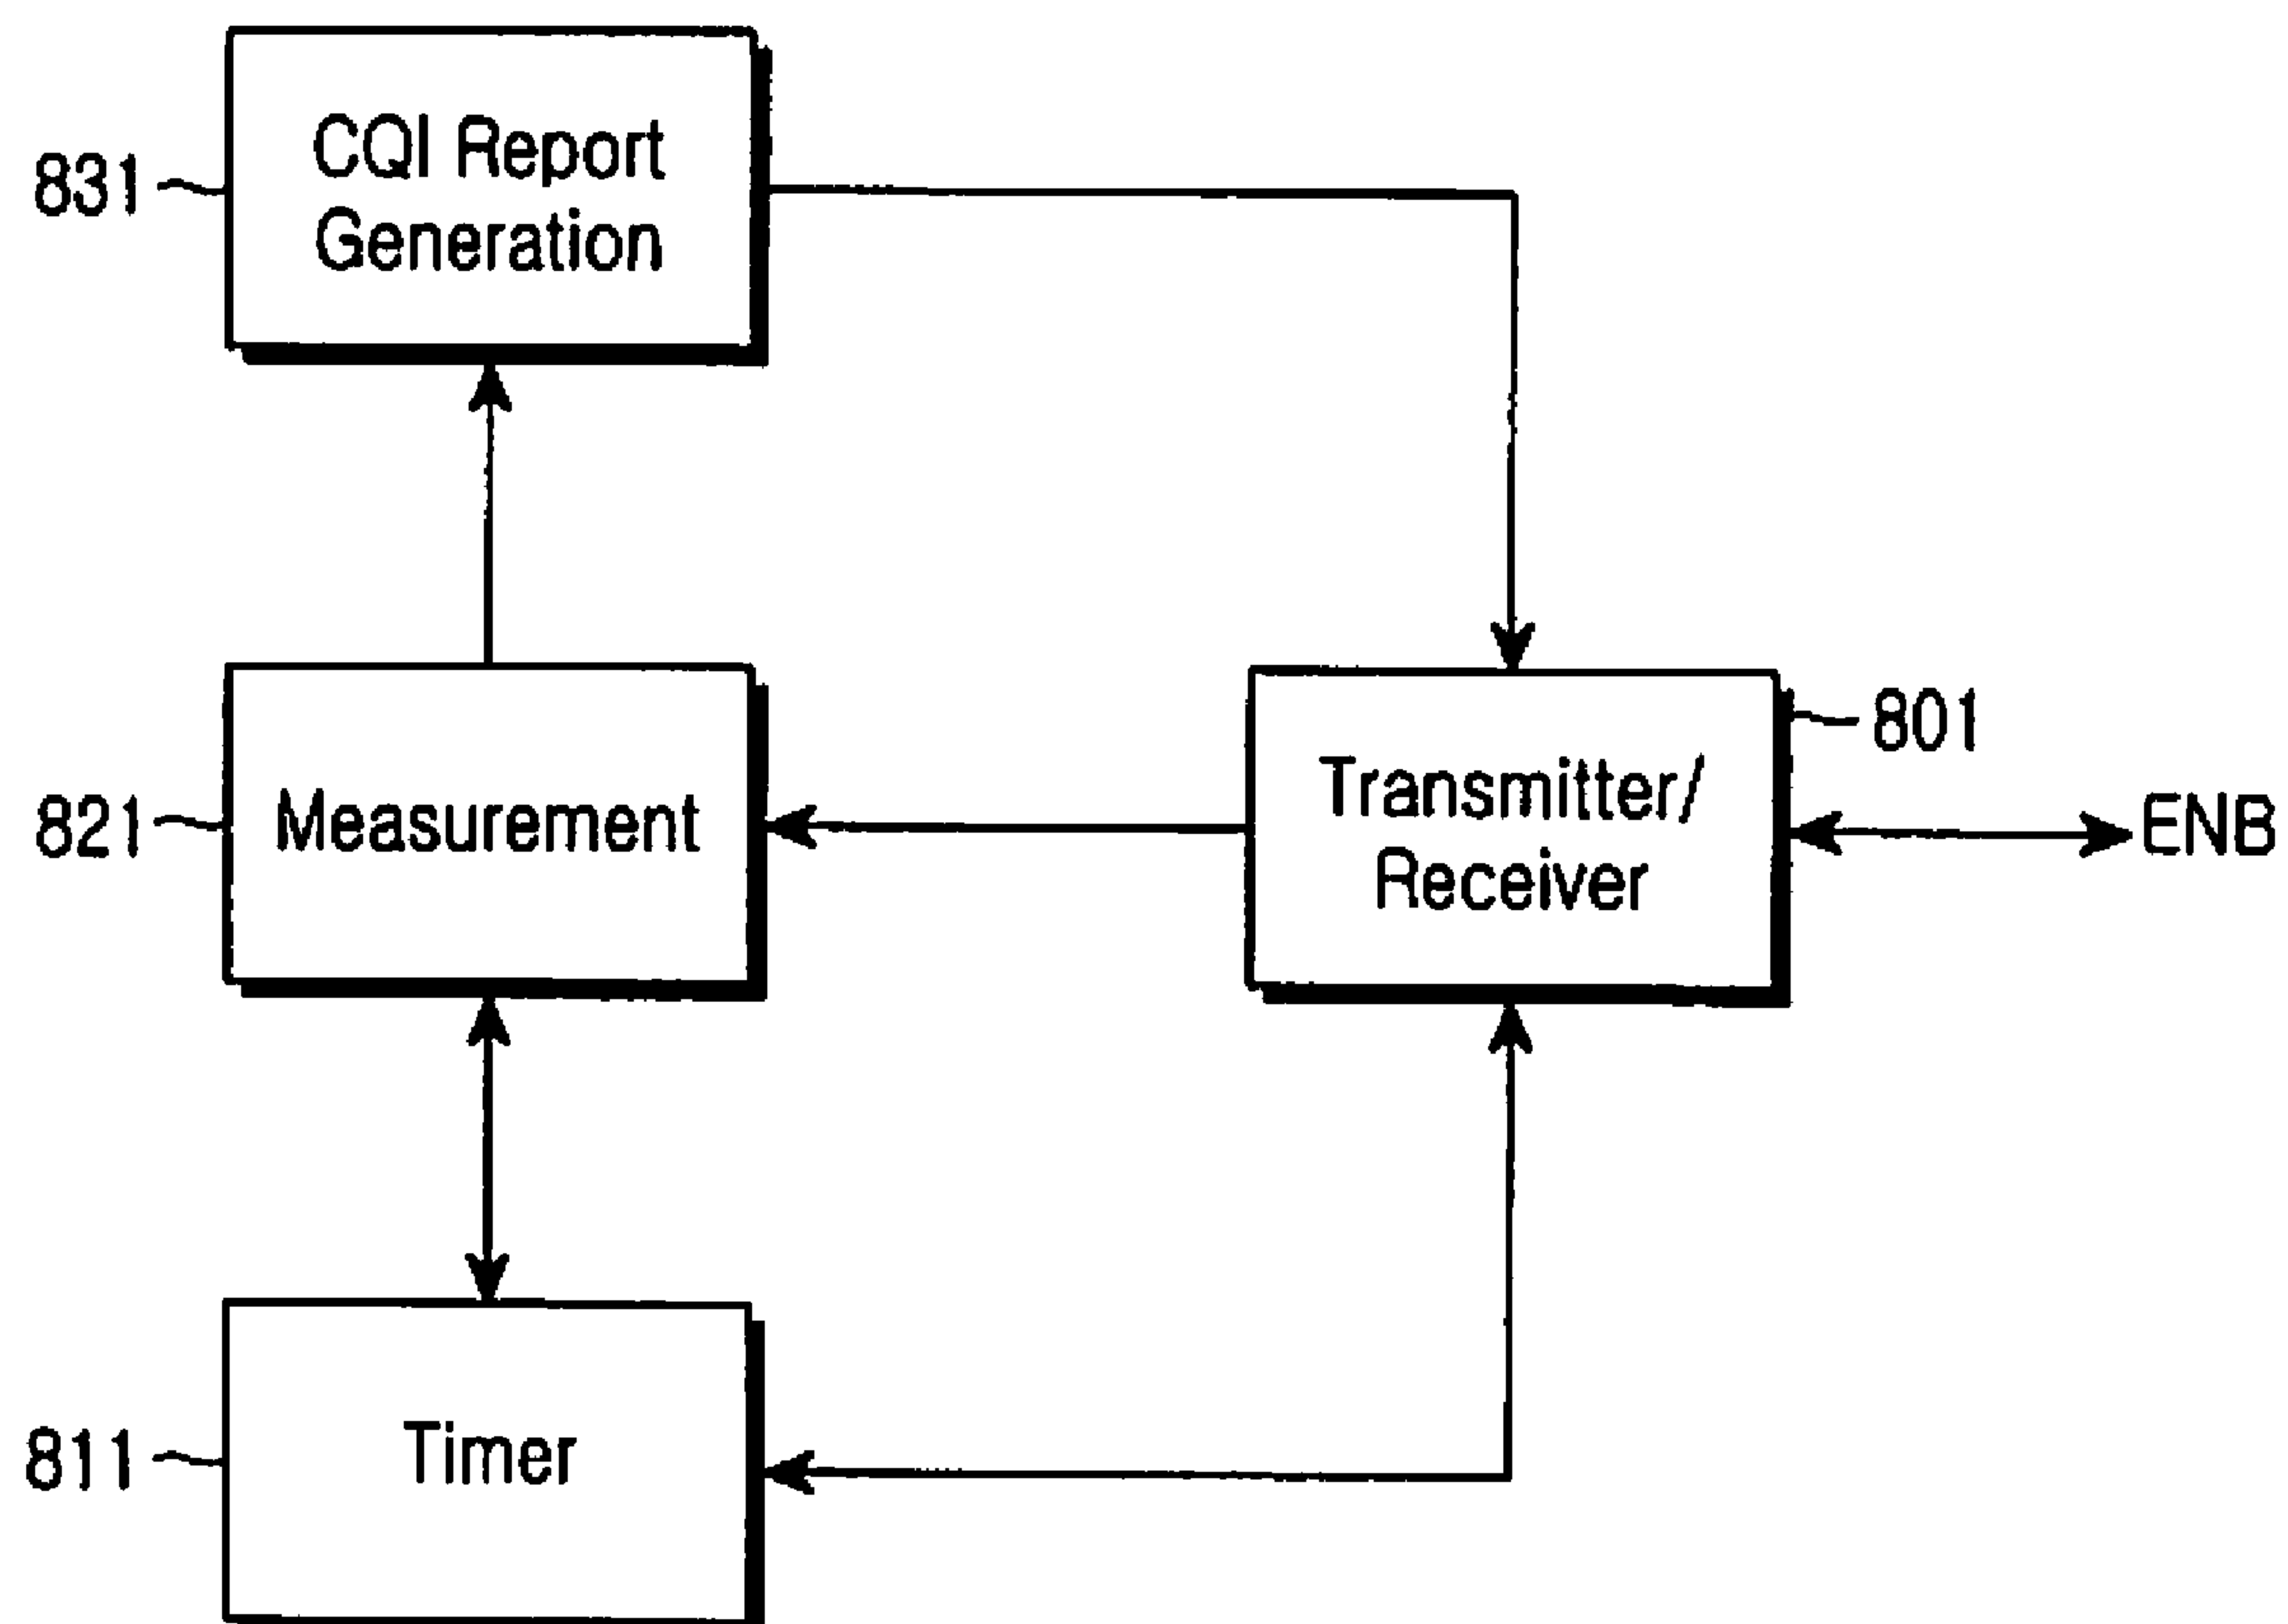 CQI Report
Generation
831
Transmitter/
Receiver
801
Measurement
821
ENB
Timer
811